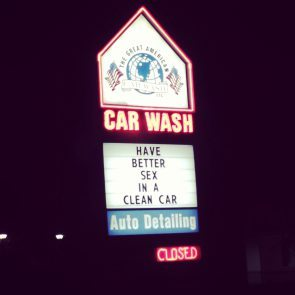 THE GREAT AMERICAN
CAR WASH
HAVE
BETTER
SEX
IN A
CLEAN CAR
Auto Detailing
CLOSED